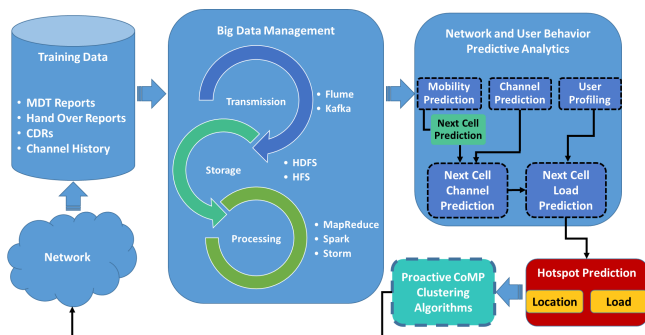 Training Data
• MDT Reports
• Hand Over Reports
• CDRs
• Channel History
Network
Big Data Management
Transmission
• Flume
• Kafka
Storage
• HDFS
• HFS
Processing
• MapReduce
• Spark
• Storm
Network and User Behavior
Predictive Analytics
Mobility
Prediction
Channel
Prediction
User
Profiling
Next Cell
Prediction
Next Cell
Channel
Prediction
Next Cell
Load
Prediction
Hotspot Prediction
Location
Load
Proactive CoMP
Clustering
Algorithms